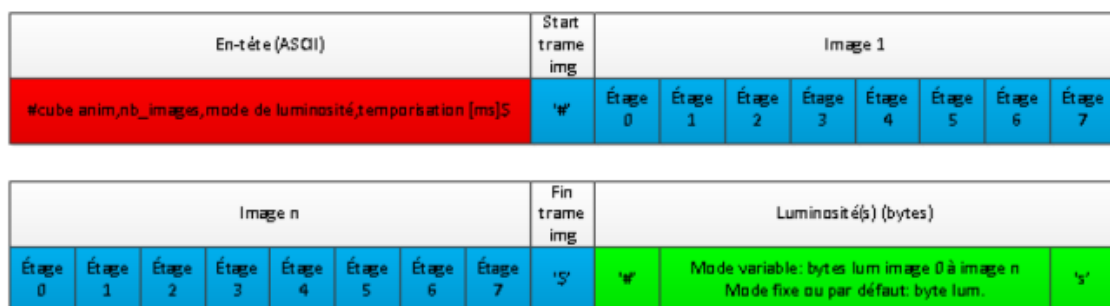 En-tête (ASCII)
Start
trame
img
Image 1
#cube anim,nb_images,mode de luminosité,temporisation [ms]$
'#'
Étage
0
Étage
1
Étage
2
Étage
3
Étage
4
Étage
5
Étage
6
Étage
7
Image n
Fin
trame
img
Luminosité(s) (bytes)
Étage
0
Étage
1
Étage
2
Étage
3
Étage
4
Étage
5
Étage
6
Étage
7
'$'
'#'
Mode variable: bytes lum image 0 à image n
Mode fixe ou par défaut: byte lum.
's'